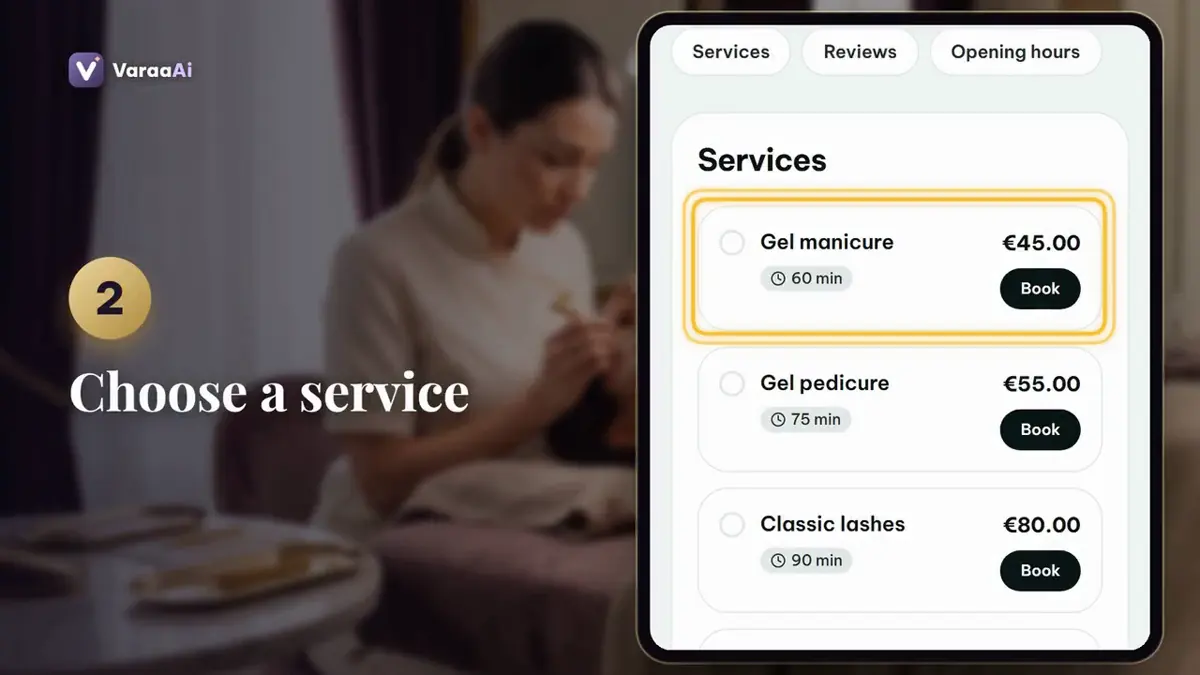 VaraaAi
2
Choose a service
Services
Reviews
Opening hours
Services
Gel manicure
€45.00
60 min
Book
Gel pedicure
€55.00
75 min
Book
Classic lashes
€80.00
90 min
Book